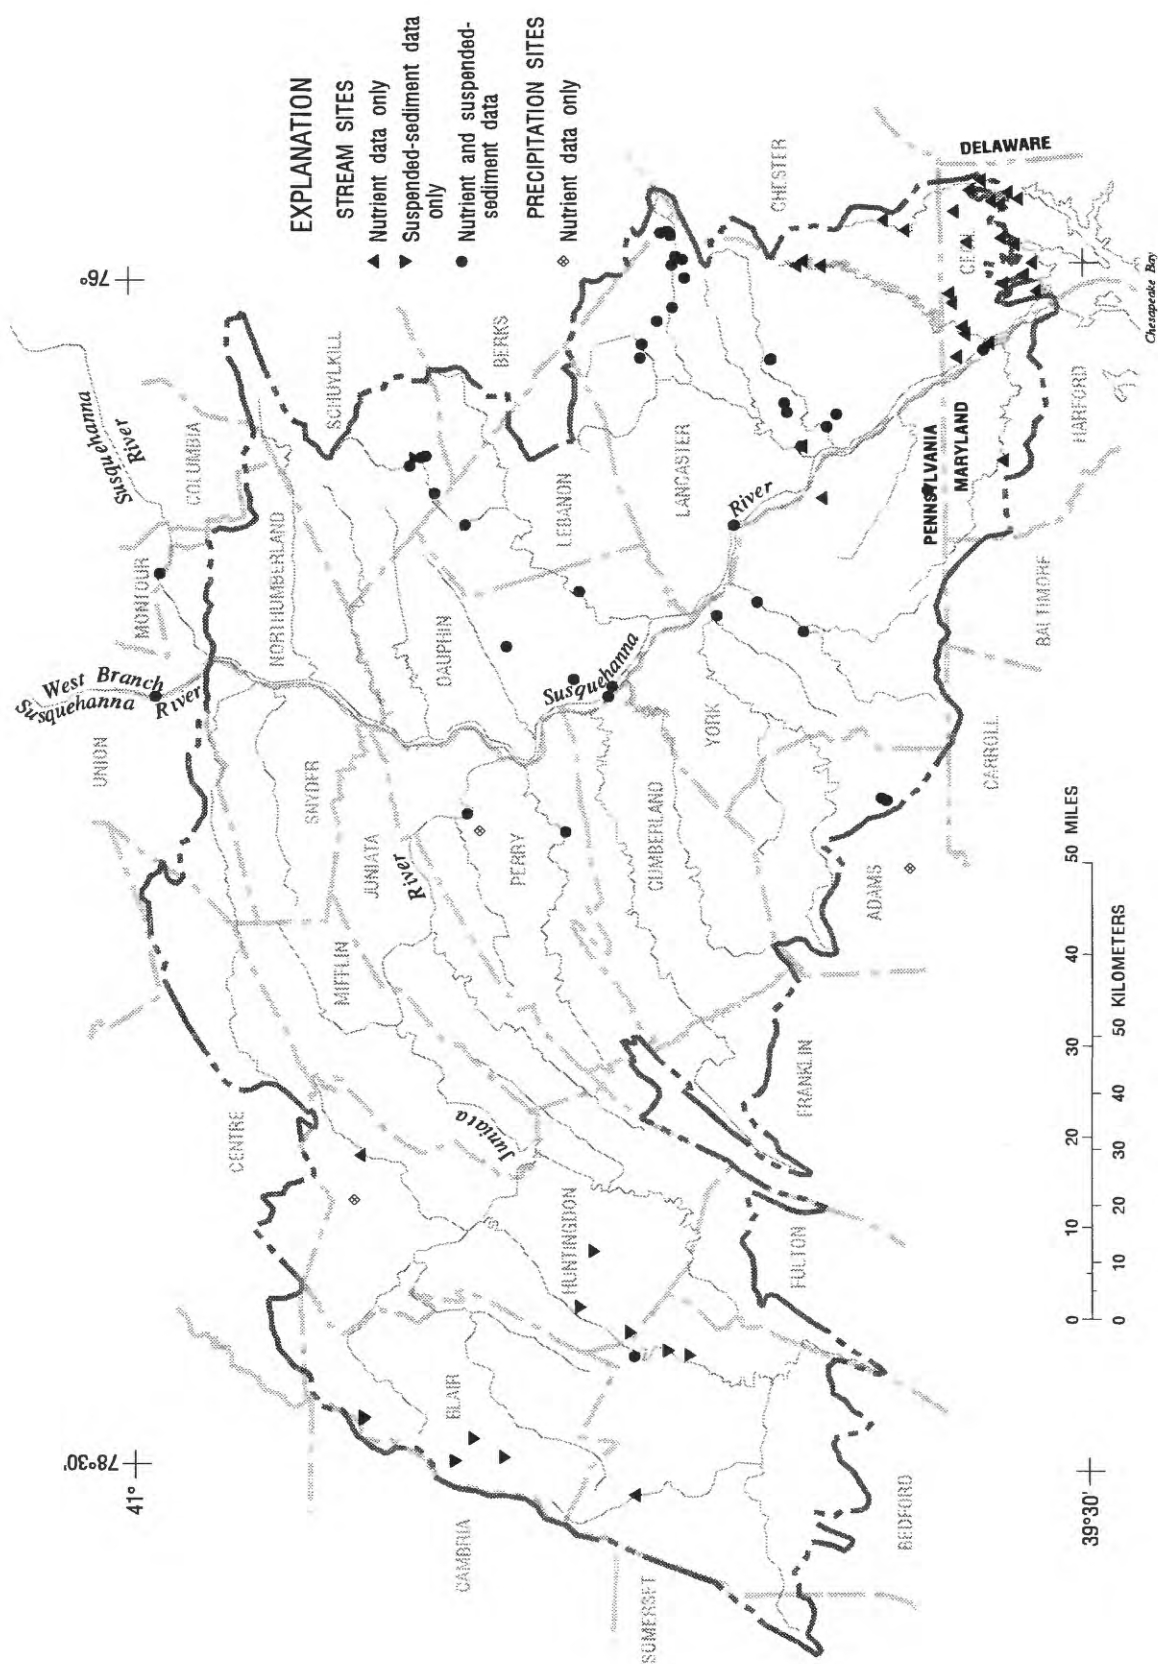 76°
78°30'
41°
39°30'
EXPLANATION
STREAM SITES
Nutrient data only
Suspended-sediment data
only
Nutrient and suspended-
sediment data
PRECIPITATION SITES
Nutrient data only
Susquehanna
River
COLUMBIA
MONTOUR
West Branch
Susquehanna
River
UNION
NORTHUMBERLAND
SCHUYLKILL
SNYDER
CENTRE
MIFFLIN
JUNIATA
River
DAUPHIN
BERKS
LEBANON
PERRY
Juniata
HUNTINGDON
BLAIR
CAMBRIA
Susquehanna
River
LANCASTER
CHESTER
CUMBERLAND
YORK
ADAMS
FRANKLIN
FULTON
BEDFORD
SOMERSET
PENNSYLVANIA
MARYLAND
DELAWARE
CECIL
HARFORD
BALTIMORE
CARROLL
Chesapeake Bay
0 10 20 30 40 50 MILES
0 10 20 30 40 50 KILOMETERS